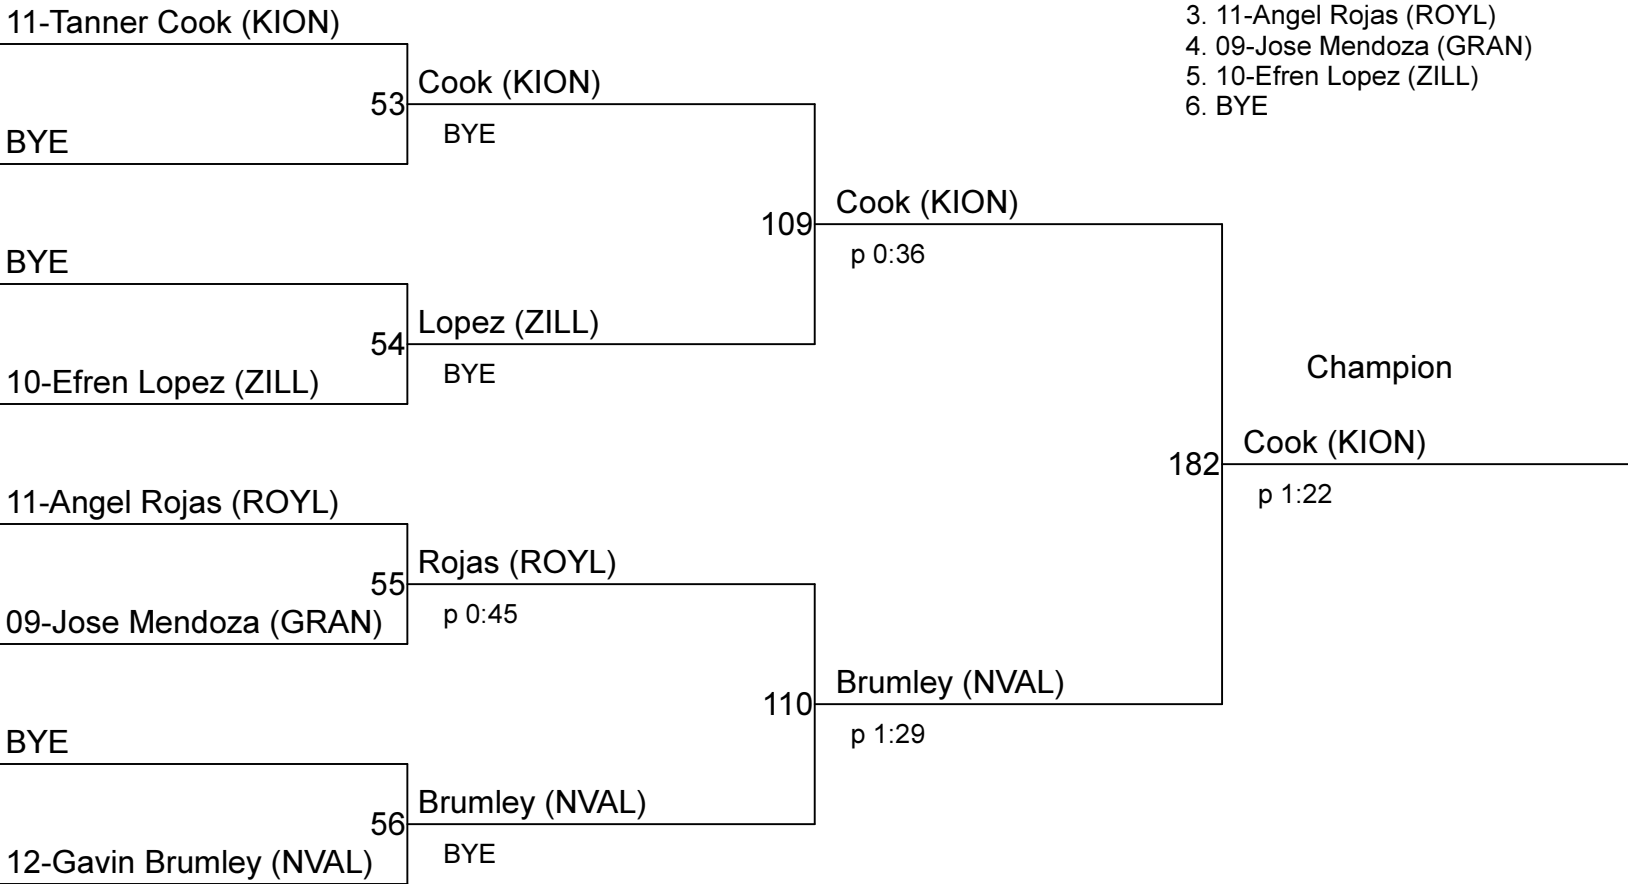 11-Tanner Cook (KION)
BYE
53
Cook (KION)
BYE
BYE
10-Efren Lopez (ZILL)
54
Lopez (ZILL)
BYE
109
Cook (KION)
p 0:36
11-Angel Rojas (ROYL)
09-Jose Mendoza (GRAN)
55
Rojas (ROYL)
p 0:45
BYE
12-Gavin Brumley (NVAL)
56
Brumley (NVAL)
BYE
110
Brumley (NVAL)
p 1:29
182
Champion
Cook (KION)
p 1:22
3. 11-Angel Rojas (ROYL)
4. 09-Jose Mendoza (GRAN)
5. 10-Efren Lopez (ZILL)
6. BYE